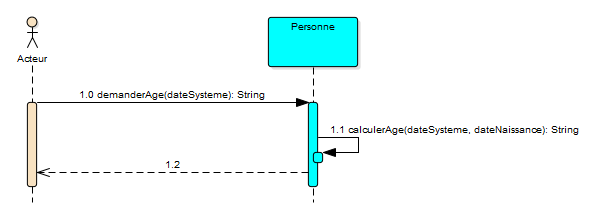 Personne
Acteur
1.0 demanderAge(dateSysteme): String
1.1 calculerAge(dateSysteme, dateNaissance): String
1.2